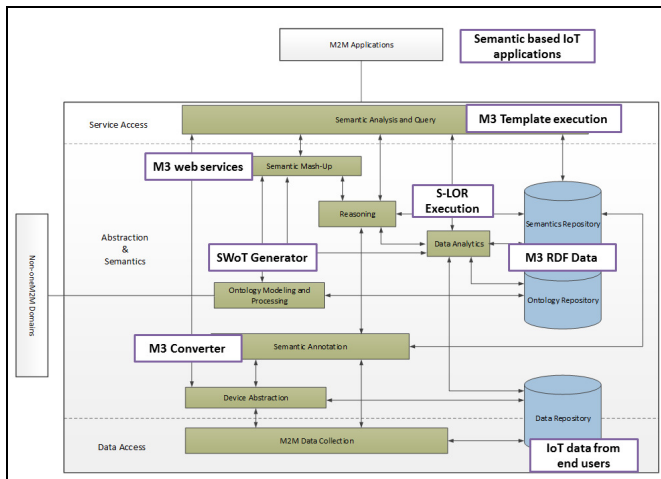 M2M Applications
Semantic based IoT
applications
Service Access
Semantic Analysis and Query
M3 Template execution
M3 web services
Semantic Mash-Up
Reasoning
S-LOR
Execution
Semantics Repository
Abstraction
&
Semantics
SWoT Generator
Data Analytics
M3 RDF Data
Non-oneM2M Domains
Ontology Modeling and
Processing
Ontology Repository
M3 Converter
Semantic Annotation
Device Abstraction
Data Repository
Data Access
M2M Data Collection
IoT data from
end users